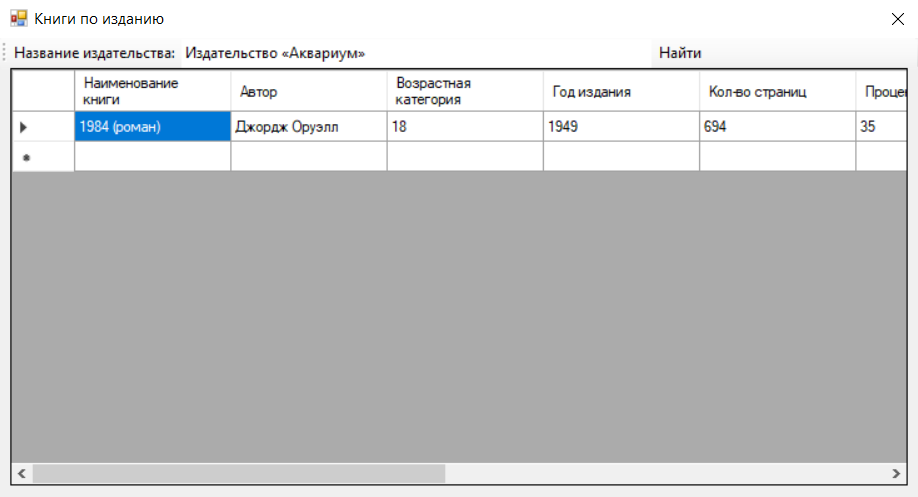 Книги по изданию
Название издательства: Издательство «Аквариум» Найти
Наименование книги Автор Возрастная категория Год издания Кол-во страниц Процен
1984 (роман) Джордж Оруэлл 18 1949 694 35